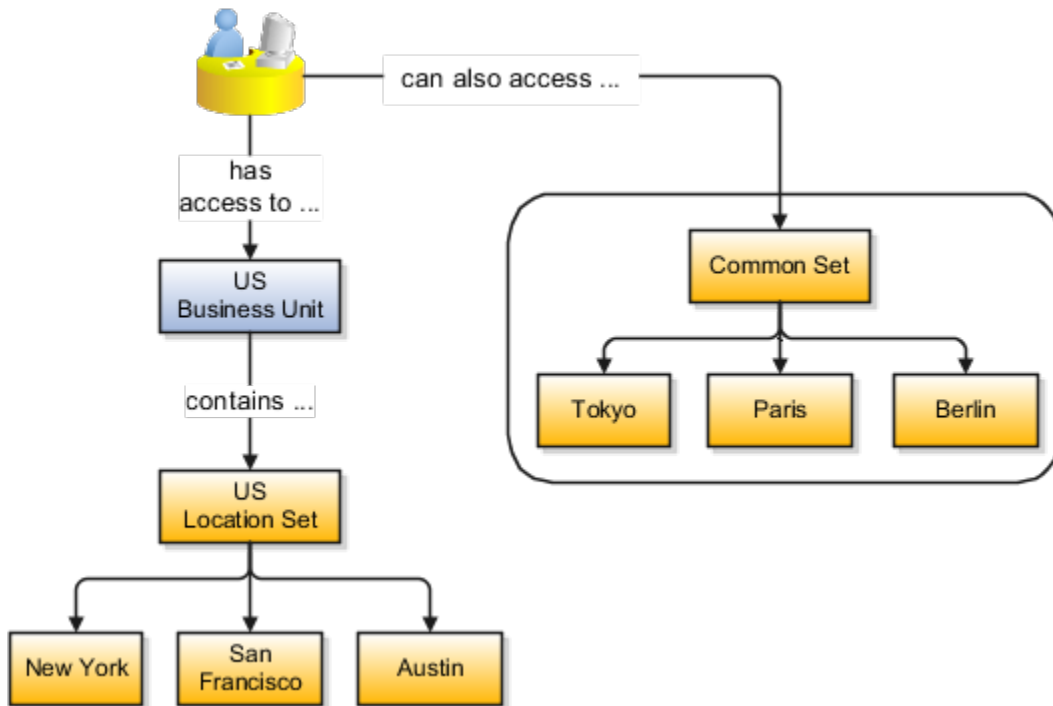 can also access ...
has
access to ...
US
Business Unit
Common Set
Tokyo
Paris
Berlin
contains ...
US
Location Set
New York
San
Francisco
Austin